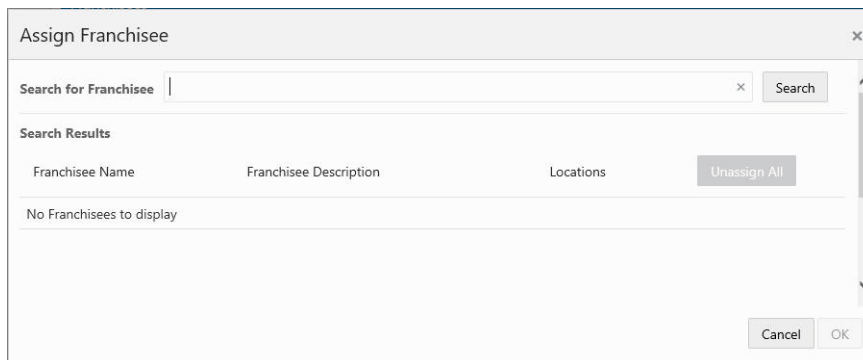 Assign Franchisee ×
Search for Franchisee × Search
Search Results
Franchisee Name Franchisee Description Locations Unassign All
No Franchisees to display
Cancel OK